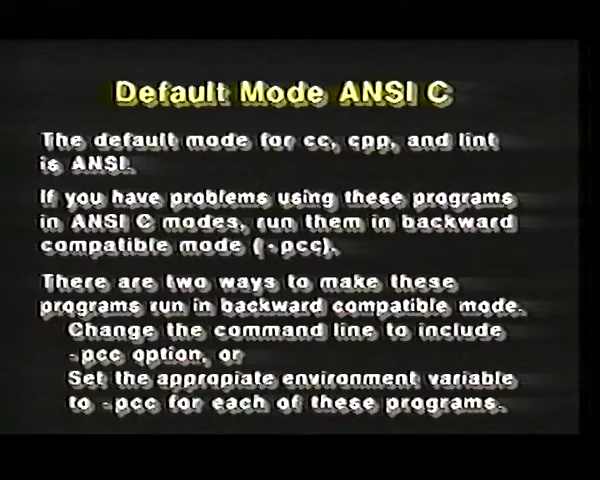 Default Mode ANSI C
The default mode for cc, cpp, and lint
is ANSI.
If you have problems using these programs
in ANSI C modes, run them in backward
compatible mode (-pcc).
There are two ways to make these
programs run in backward compatible mode.
Change the command line to include
-pcc option, or
Set the appropiate environment variable
to -pcc for each of these programs.